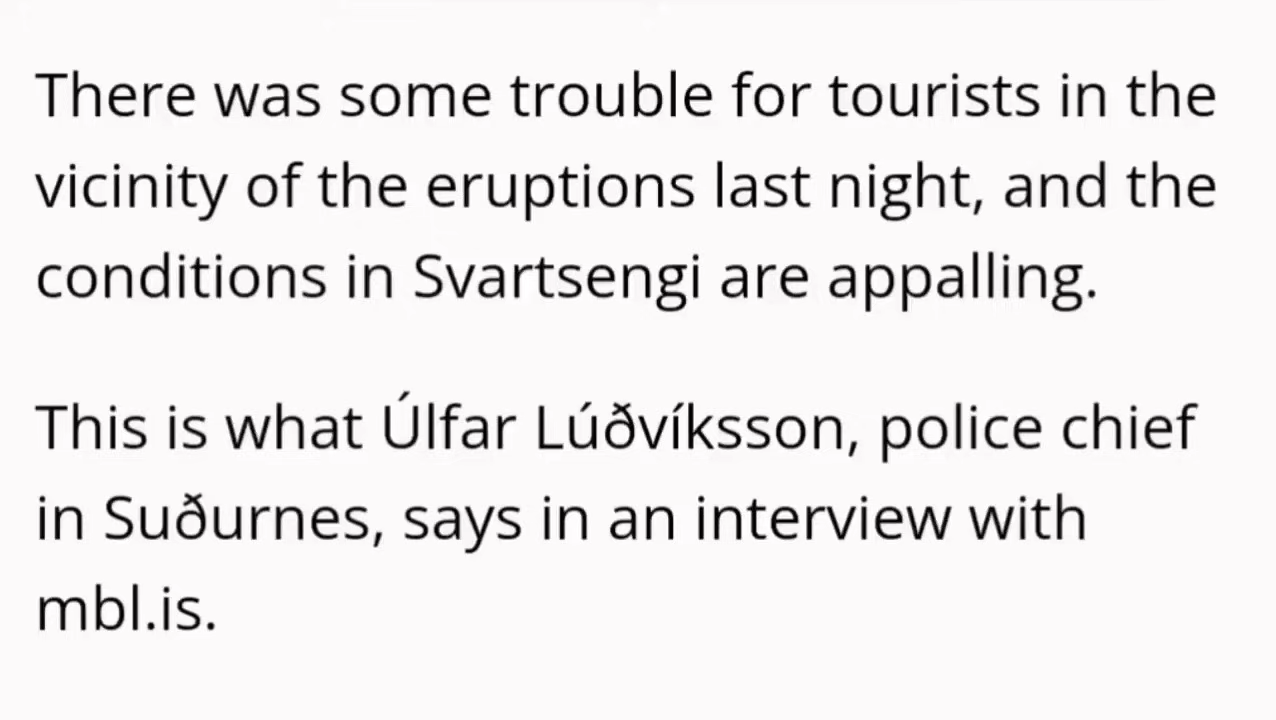 There was some trouble for tourists in the
vicinity of the eruptions last night, and the
conditions in Svartsengi are appalling.
This is what Úlfar Lúðvíksson, police chief
in Suðurnes, says in an interview with
mbl.is.